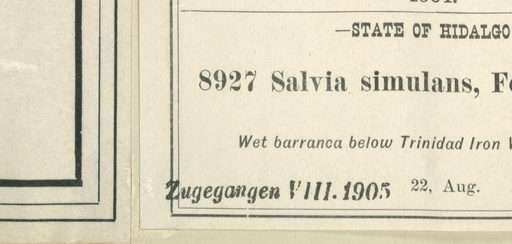 —STATE OF HIDALGO
8927 Salvia simulans,
Wet barranca below Trinidad Iron
Zugegangen VIII. 1905 22, Aug.